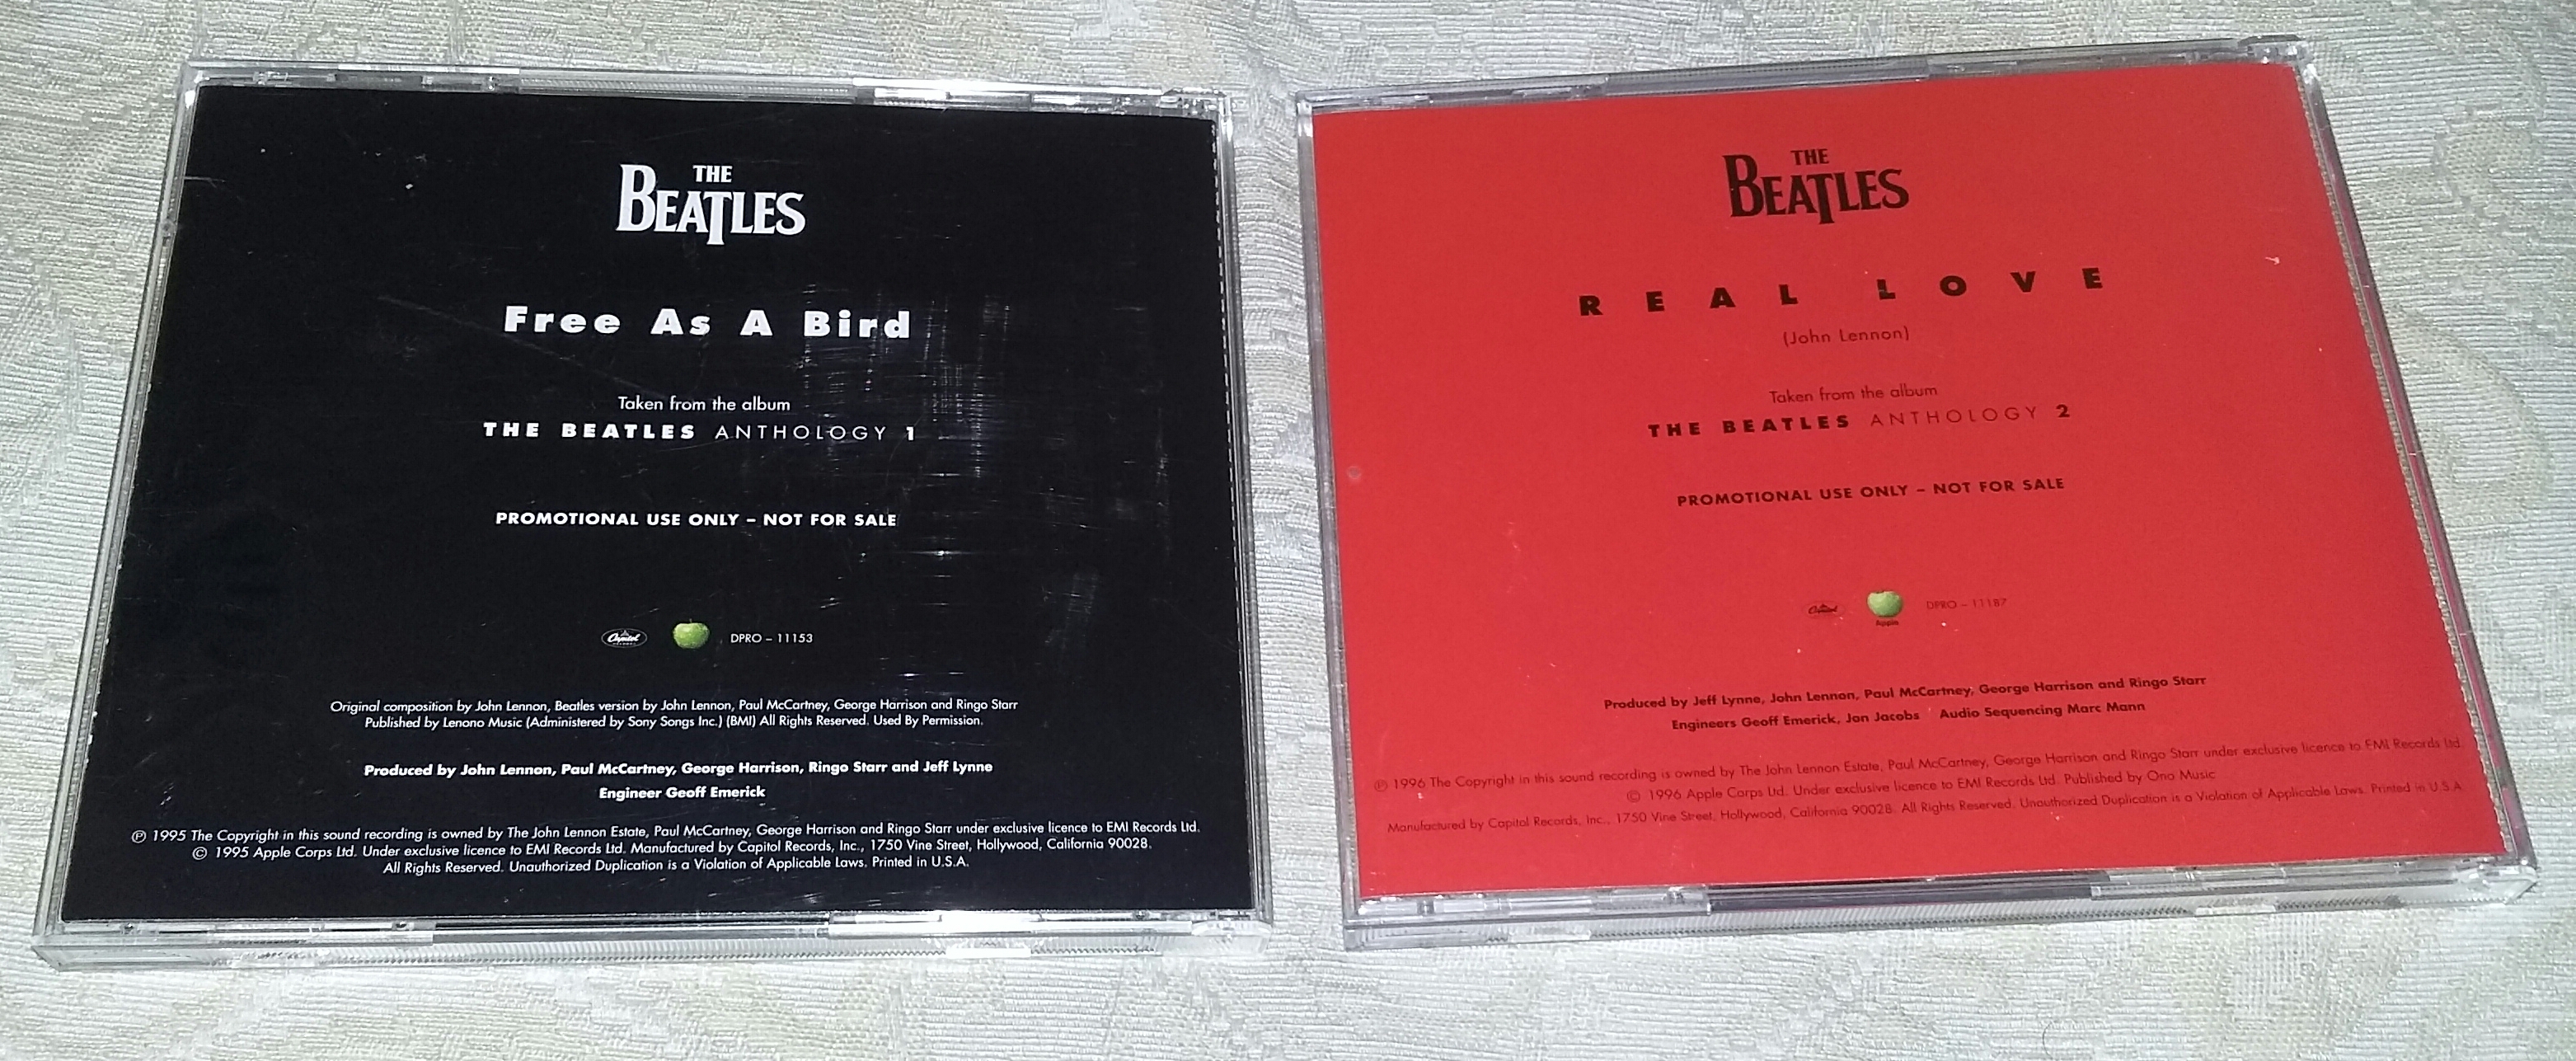 THE
BEATLES
Free As A Bird
Taken from the album
THE BEATLES ANTHOLOGY 1
PROMOTIONAL USE ONLY – NOT FOR SALE
Capitol
DPRO – 11153
Original composition by John Lennon, Beatles version by John Lennon, Paul McCartney, George Harrison and Ringo Starr
Published by Lenono Music (Administered by Sony Songs Inc.) (BMI) All Rights Reserved. Used By Permission.
Produced by John Lennon, Paul McCartney, George Harrison, Ringo Starr and Jeff Lynne
Engineer Geoff Emerick
℗ 1995 The Copyright in this sound recording is owned by The John Lennon Estate, Paul McCartney, George Harrison and Ringo Starr under exclusive licence to EMI Records Ltd.
© 1995 Apple Corps Ltd. Under exclusive licence to EMI Records Ltd. Manufactured by Capitol Records, Inc., 1750 Vine Street, Hollywood, California 90028.
All Rights Reserved. Unauthorized Duplication is a Violation of Applicable Laws. Printed in U.S.A.
THE
BEATLES
REAL LOVE
(John Lennon)
Taken from the album
THE BEATLES ANTHOLOGY 2
PROMOTIONAL USE ONLY – NOT FOR SALE
Capitol
Apple
DPRO – 11187
Produced by Jeff Lynne, John Lennon, Paul McCartney, George Harrison and Ringo Starr
Engineers Geoff Emerick, Jon Jacobs Audio Sequencing Marc Mann
℗ 1996 The Copyright in this sound recording is owned by The John Lennon Estate, Paul McCartney, George Harrison and Ringo Starr under exclusive licence to EMI Records Ltd.
© 1996 Apple Corps Ltd. Under exclusive licence to EMI Records Ltd. Published by Ono Music
Manufactured by Capitol Records, Inc., 1750 Vine Street, Hollywood, California 90028. All Rights Reserved. Unauthorized Duplication is a Violation of Applicable Laws. Printed in U.S.A.